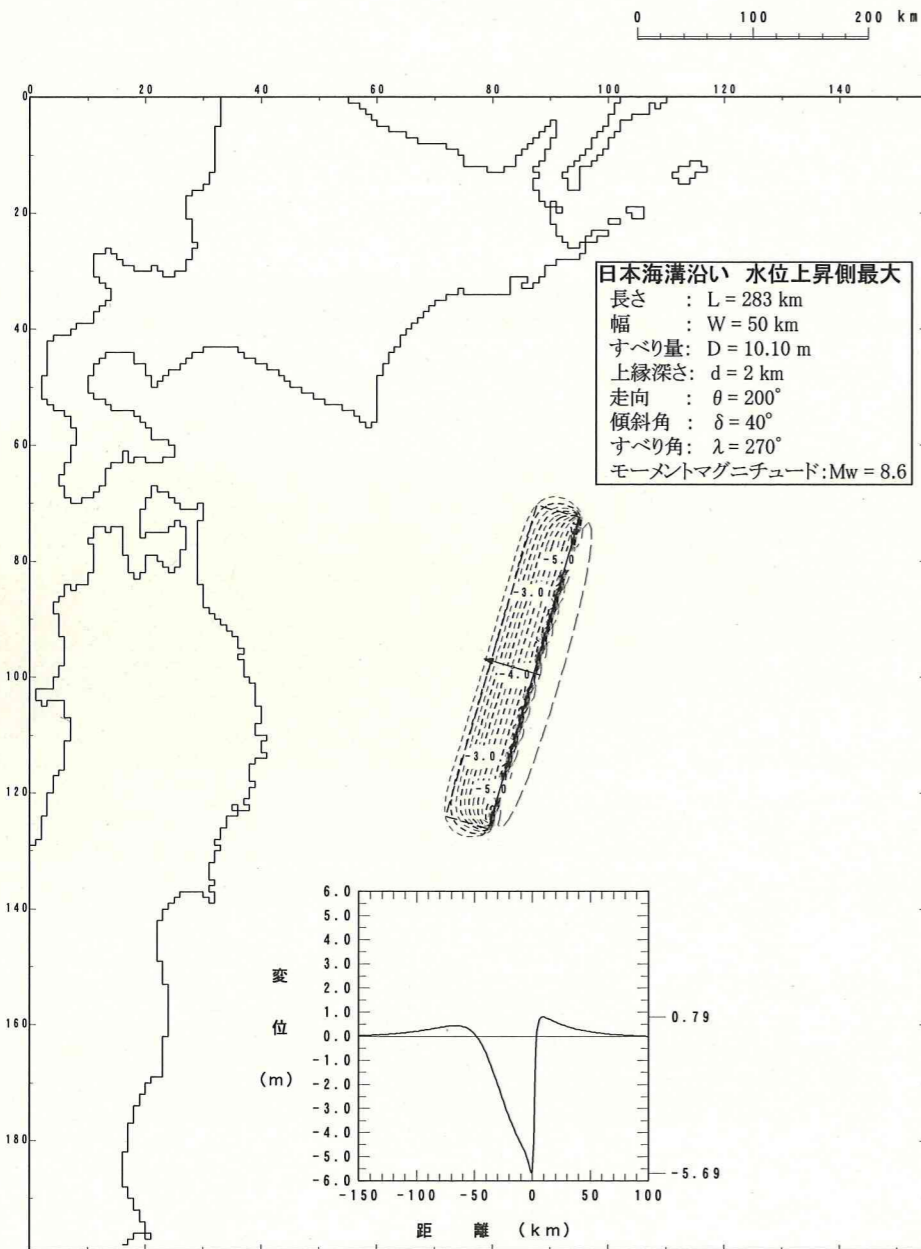 0 100 200 km
0 20 40 60 80 100 120 140
0
20
40
60
80
100
120
140
160
180
日本海溝沿い 水位上昇側最大
長さ : L = 283 km
幅 : W = 50 km
すべり量: D = 10.10 m
上縁深さ: d = 2 km
走向 : θ = 200°
傾斜角 : δ = 40°
すべり角: λ = 270°
モーメントマグニチュード:Mw = 8.6
-5.0
-3.0
-4.0
-3.0
-5.0
変位(m)
6.0
5.0
4.0
3.0
2.0
1.0
0.0
-1.0
-2.0
-3.0
-4.0
-5.0
-6.0
0.79
-5.69
-150 -100 -50 0 50 100
距離(km)